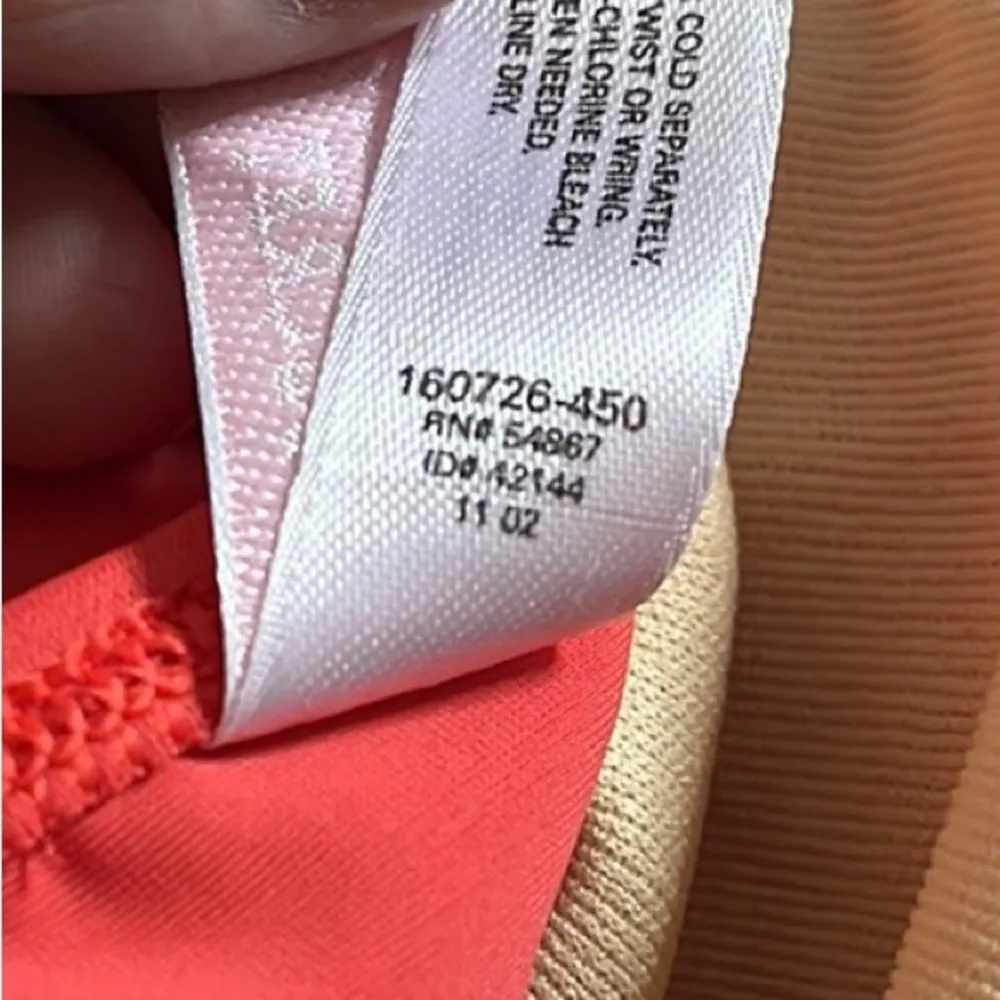 COLD SEPARATELY,
WIST OR WRING.
-CHLORINE BLEACH
EN NEEDED.
LINE DRY.
160726-450
RN# 54867
ID# 42144
11 02